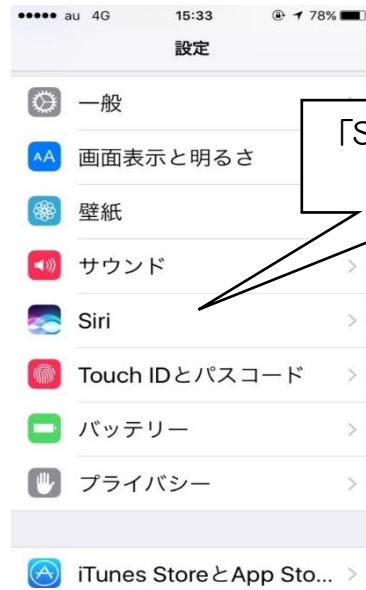 au 4G 15:33 78%
設定
一般
AA 画面表示と明るさ
「S
壁紙
サウンド
Siri
Touch IDとパスコード
バッテリー
プライバシー
iTunes StoreとApp Sto...